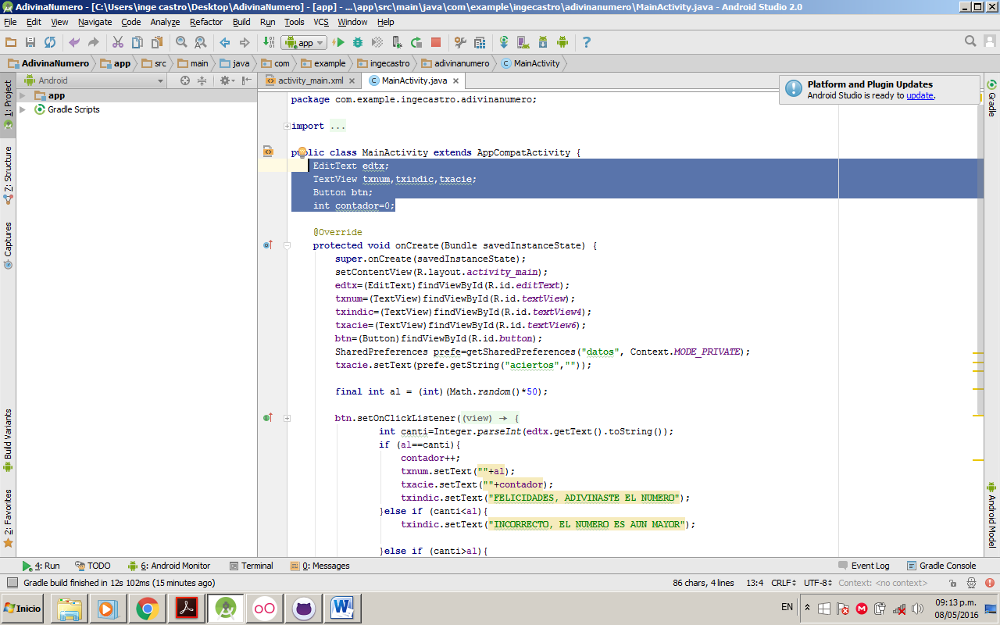 AdivinaNumero - [C:\Users\inge castro\Desktop\AdivinaNumero] - [app] - ...\app\src\main\java\com\example\ingecastro\adivinanumero\MainActivity.java - Android Studio 2.0
File Edit View Navigate Code Analyze Refactor Build Run Tools VCS Window Help
app
AdivinaNumero app src main java com example ingecastro adivinanumero MainActivity
Android
activity_main.xml
MainActivity.java
Platform and Plugin Updates
Android Studio is ready to update.
1: Project
7: Structure
Captures
Build Variants
2: Favorites
app
Gradle Scripts
package com.example.ingecastro.adivinanumero;
import ...
public class MainActivity extends AppCompatActivity {
EditText edtx;
TextView txnum,txindic,txacie;
Button btn;
int contador=0;
@Override
protected void onCreate(Bundle savedInstanceState) {
super.onCreate(savedInstanceState);
setContentView(R.layout.activity_main);
edtx=(EditText)findViewById(R.id.editText);
txnum=(TextView)findViewById(R.id.textView);
txindic=(TextView)findViewById(R.id.textView4);
txacie=(TextView)findViewById(R.id.textView6);
btn=(Button)findViewById(R.id.button);
SharedPreferences prefe=getSharedPreferences("datos", Context.MODE_PRIVATE);
txacie.setText(prefe.getString("aciertos",""));
final int al = (int)(Math.random()*50);
btn.setOnClickListener((view) → {
int canti=Integer.parseInt(edtx.getText().toString());
if (al==canti){
contador++;
txnum.setText(""+al);
txacie.setText(""+contador);
txindic.setText("FELICIDADES, ADIVINASTE EL NUMERO");
}else if (canti<al){
txindic.setText("INCORRECTO, EL NUMERO ES AUN MAYOR");
}else if (canti>al){
Gradle
Android Model
4: Run TODO 6: Android Monitor Terminal 0: Messages Event Log Gradle Console
Gradle build finished in 12s 102ms (15 minutes ago) 86 chars, 4 lines 13:4 CRLF UTF-8 Context: <no context>
Inicio
EN
09:13 p.m.
08/05/2016